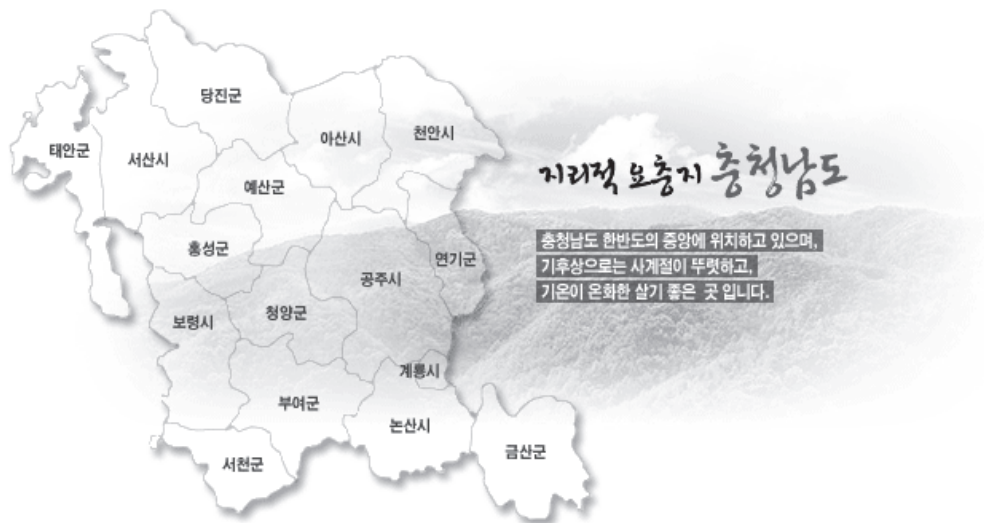 당진군
아산시
천안시
태안군
서산시
예산군
지리적 요충지 충청남도
홍성군
충청남도 한반도의 중앙에 위치하고 있으며,
연기군
기후상으로는 사계절이 뚜렷하고,
공주시
기온이 온화한 살기 좋은 곳 입니다.
청양군
보령시
계룡시
부여군
논산시
금산군
서천군